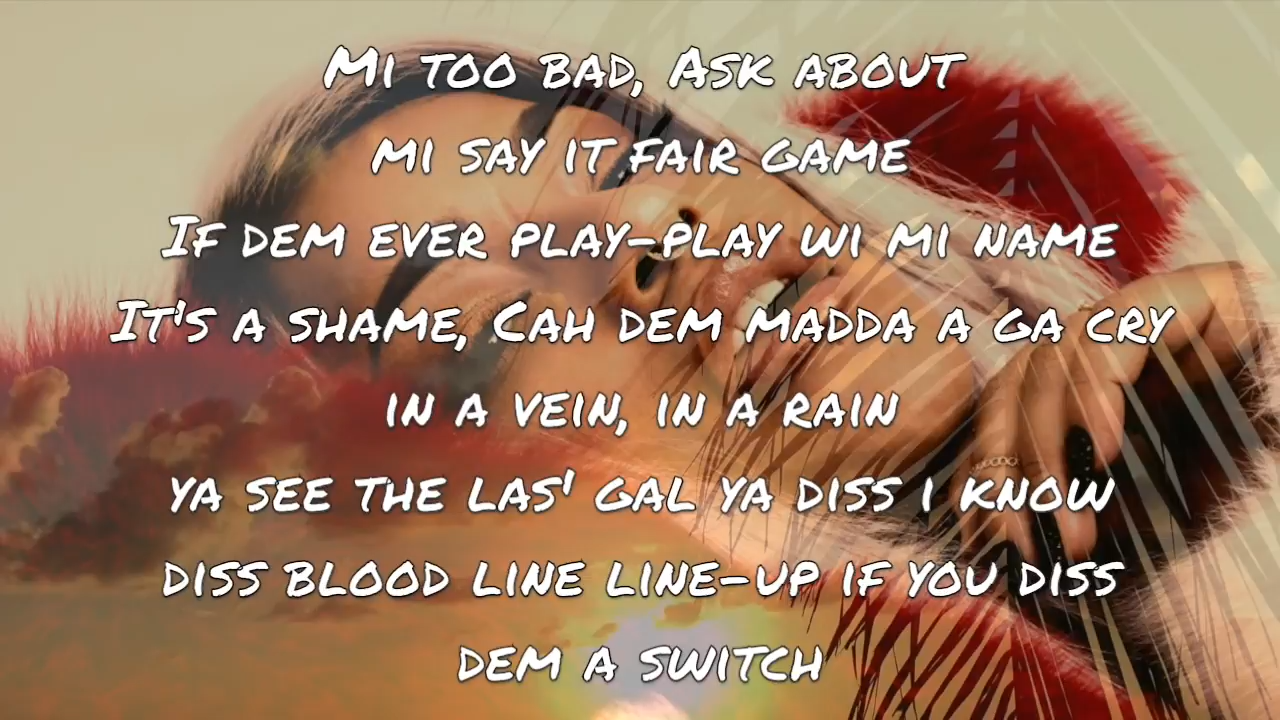 Mi too bad, Ask about
mi say it fair game
If dem ever play-play wi mi name
It's a shame, Cah dem madda a ga cry
in a vein, in a rain
ya see the las' gal ya diss i know
diss blood line line-up if you diss
dem a switch